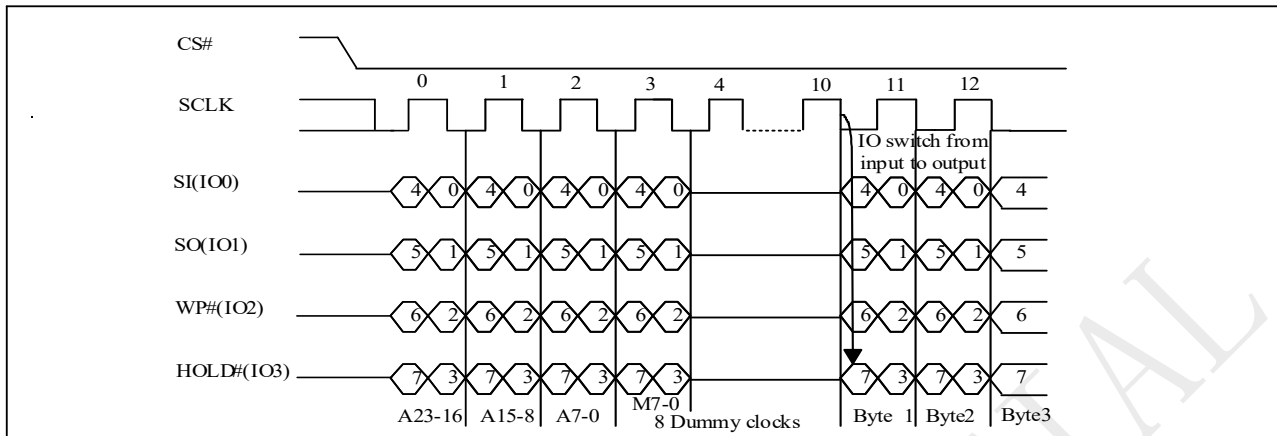 CS#
0 1 2 3 4 10 11 12
SCLK
IO switch from
input to output
SI(IO0) 4 0 4 0 4 0 4 0 4 0 4 0 4
SO(IO1) 5 1 5 1 5 1 5 1 5 1 5 1 5
WP#(IO2) 6 2 6 2 6 2 6 2 6 2 6 2 6
HOLD#(IO3) 7 3 7 3 7 3 7 3 7 3 7 3 7
A23-16 A15-8 A7-0 M7-0 8 Dummy clocks Byte 1 Byte2 Byte3